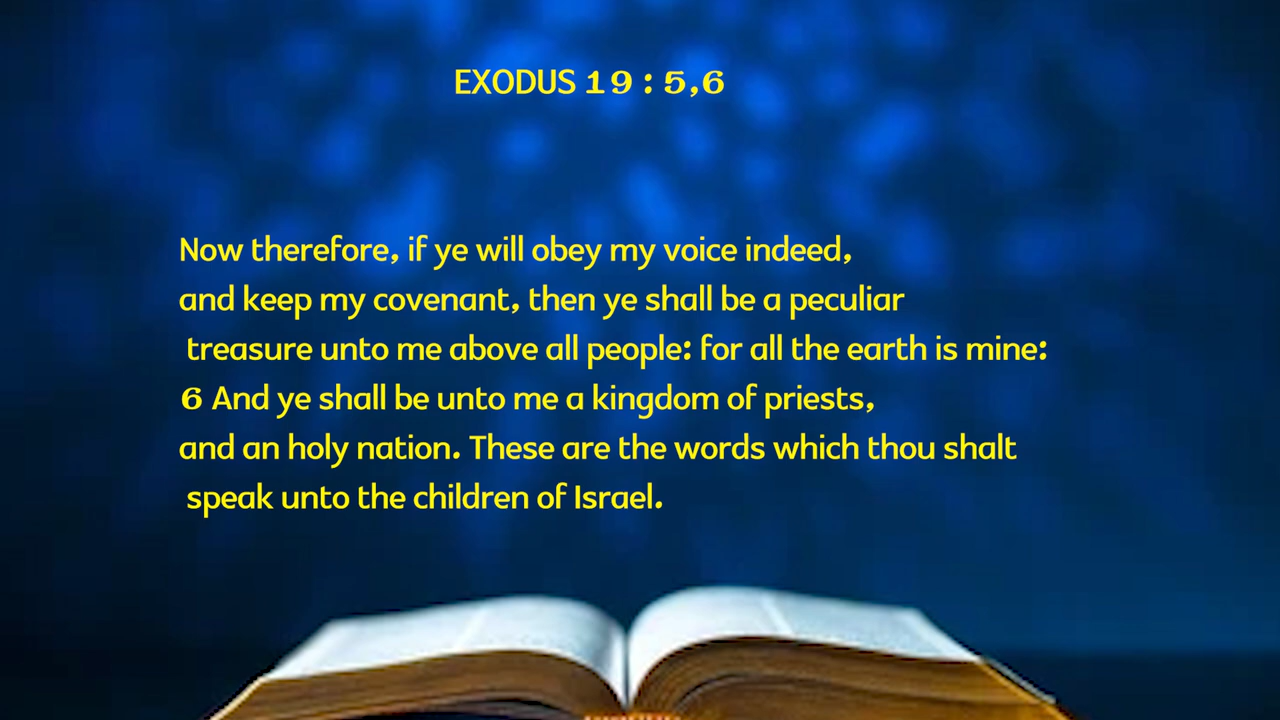 EXODUS 19 : 5,6
Now therefore, if ye will obey my voice indeed,
and keep my covenant, then ye shall be a peculiar
treasure unto me above all people: for all the earth is mine:
6 And ye shall be unto me a kingdom of priests,
and an holy nation. These are the words which thou shalt
speak unto the children of Israel.